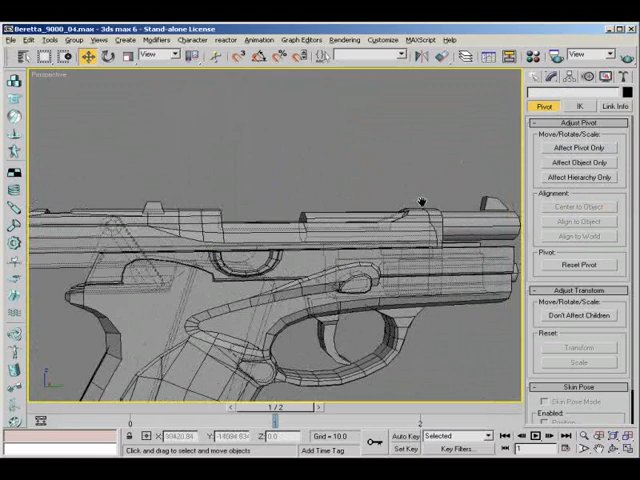 Beretta_9000_04.max - 3ds max 6 - Stand-alone License
File Edit Tools Group Views Create Modifiers Character reactor Animation Graph Editors Rendering Customize MAXScript Help
View
View
Perspective
Pivot IK Link Info
- Adjust Pivot
Move/Rotate/Scale:
Affect Pivot Only
Affect Object Only
Affect Hierarchy Only
Alignment:
Center to Object
Align to Object
Align to World
Pivot:
Reset Pivot
- Adjust Transform
Move/Rotate/Scale:
Don't Affect Children
Reset:
Transform
Scale
- Skin Pose
Skin Pose Mode
Enabled:
< 1 / 2 >
0 1 2
X Y Z 0.0 Grid = 10.0 Auto Key Selected
Click and drag to select and move objects Add Time Tag Set Key Key Filters... 1